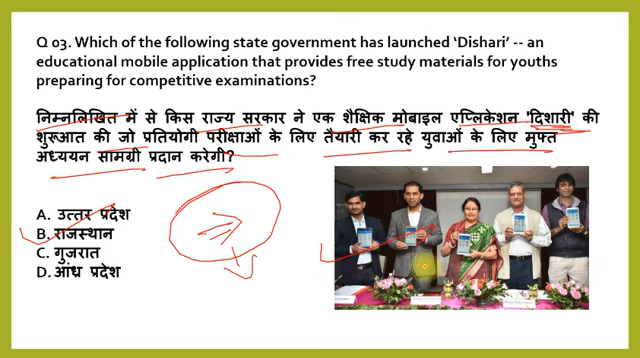 Q 03. Which of the following state government has launched ‘Dishari’ -- an
educational mobile application that provides free study materials for youths
preparing for competitive examinations?
निम्नलिखित में से किस राज्य सरकार ने एक शैक्षिक मोबाइल एप्लिकेशन 'दिशारी' की
शुरूआत की जो प्रतियोगी परीक्षाओं के लिए तैयारी कर रहे युवाओं के लिए मुफ्त
अध्ययन सामग्री प्रदान करेगी?
A. उत्तर प्रदेश
B. राजस्थान
C. गुजरात
D. आंध्र प्रदेश